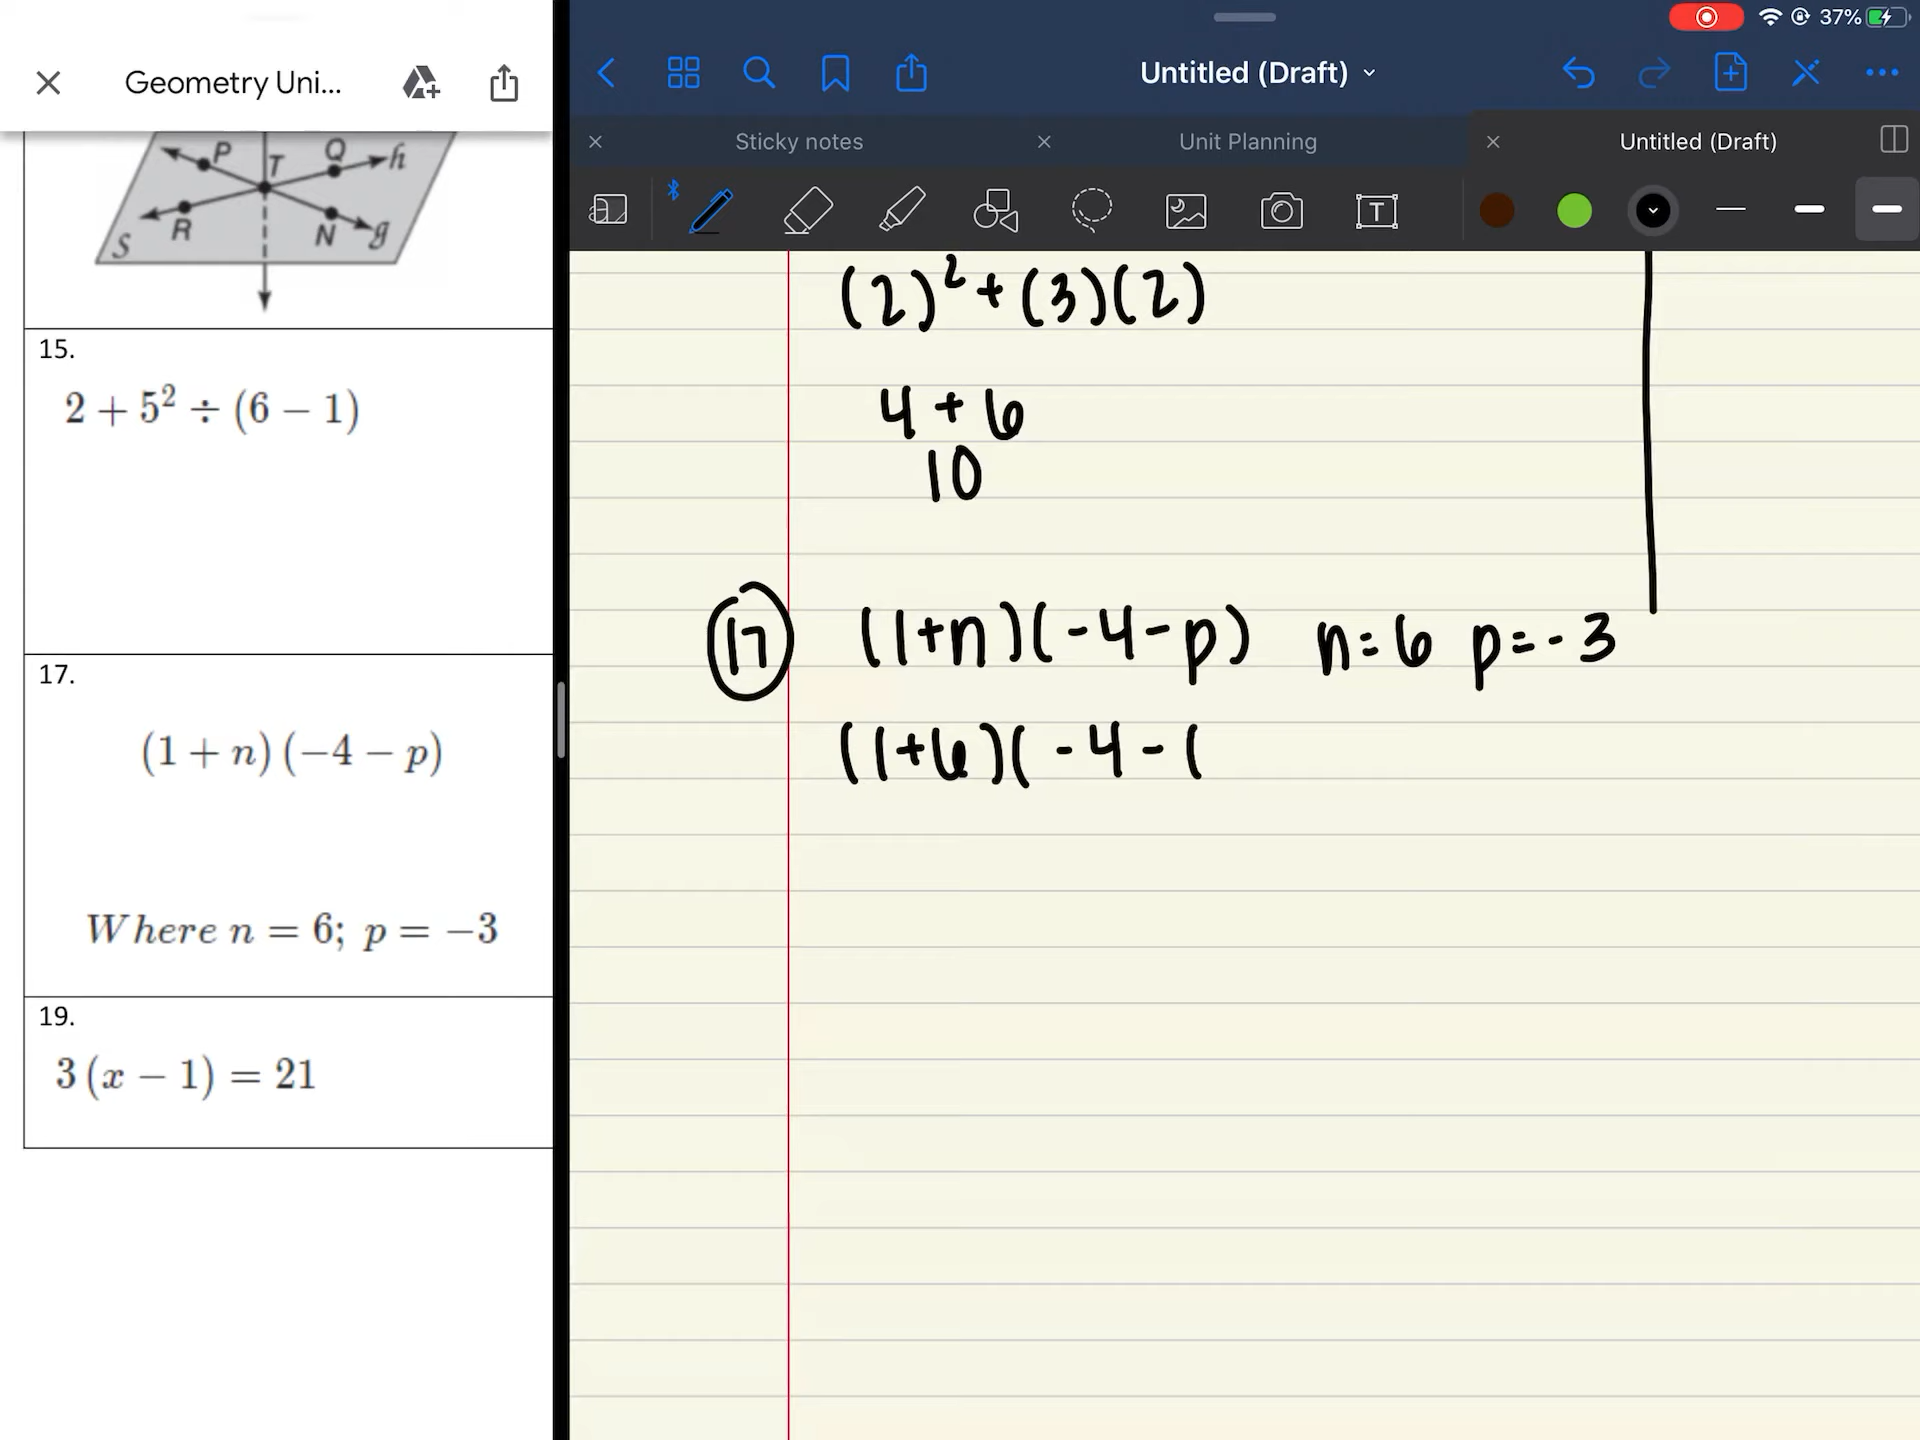 37%
Geometry Uni...
Untitled (Draft)
Sticky notes
Unit Planning
Untitled (Draft)
P T Q h
S R N g
15.
2 + 5² ÷ (6 − 1)
17.
(1 + n) (−4 − p)
Where n = 6; p = −3
19.
3 (x − 1) = 21
a
T
(2)² + (3)(2)
4 + 6
10
17 (1+n)(-4-p) n=6 p=-3
(1+6)(-4-(